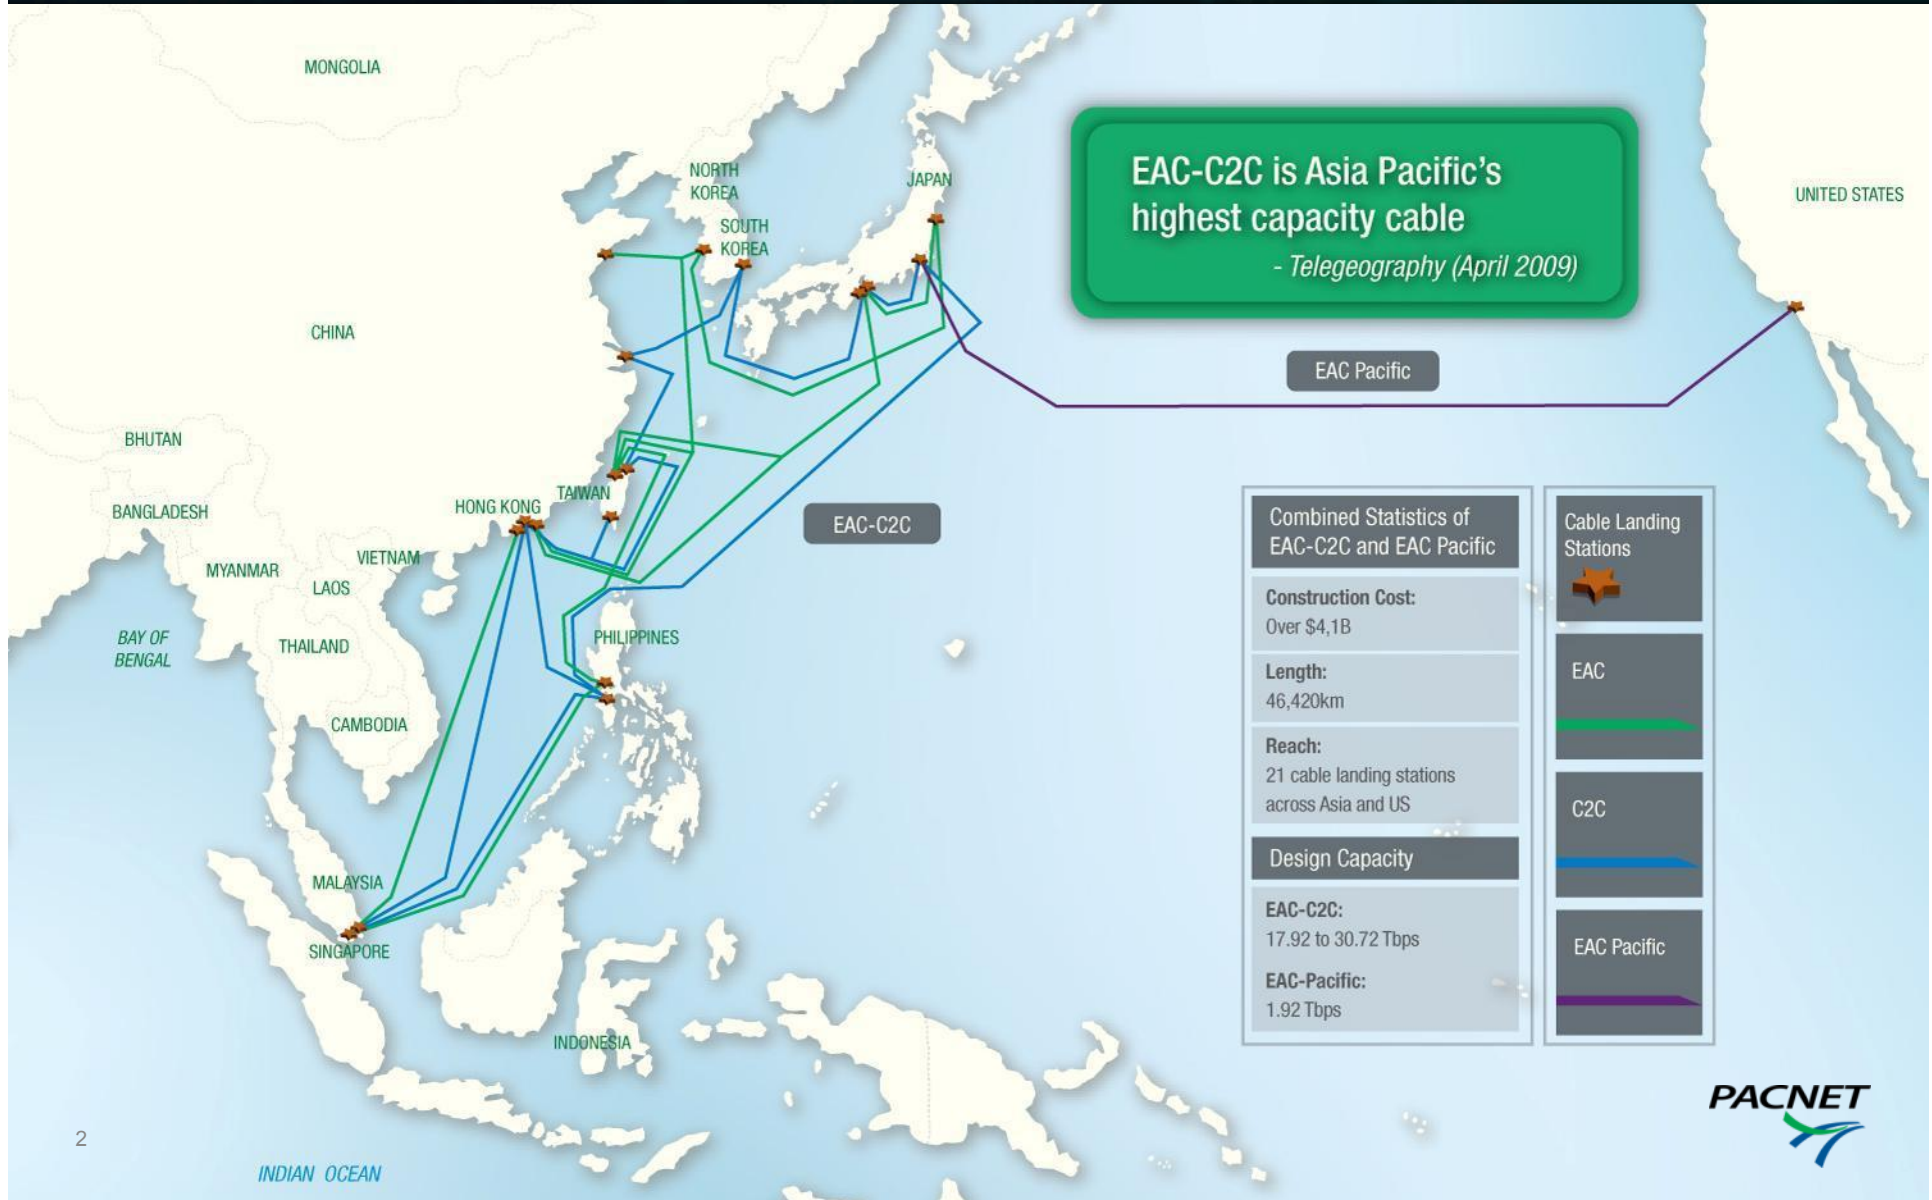 MONGOLIA
NORTH
KOREA
SOUTH
KOREA
JAPAN
EAC-C2C is Asia Pacific's
highest capacity cable
- Telegeography (April 2009)
UNITED STATES
CHINA
EAC Pacific
BHUTAN
BANGLADESH
TAIWAN
HONG KONG
EAC-C2C
MYANMAR
VIETNAM
LAOS
THAILAND
BAY OF
BENGAL
PHILIPPINES
CAMBODIA
MALAYSIA
SINGAPORE
INDONESIA
INDIAN OCEAN
Combined Statistics of
EAC-C2C and EAC Pacific
Construction Cost:
Over $4,1B
Length:
46,420km
Reach:
21 cable landing stations
across Asia and US
Design Capacity
EAC-C2C:
17.92 to 30.72 Tbps
EAC-Pacific:
1.92 Tbps
Cable Landing
Stations
EAC
C2C
EAC Pacific
PACNET
2